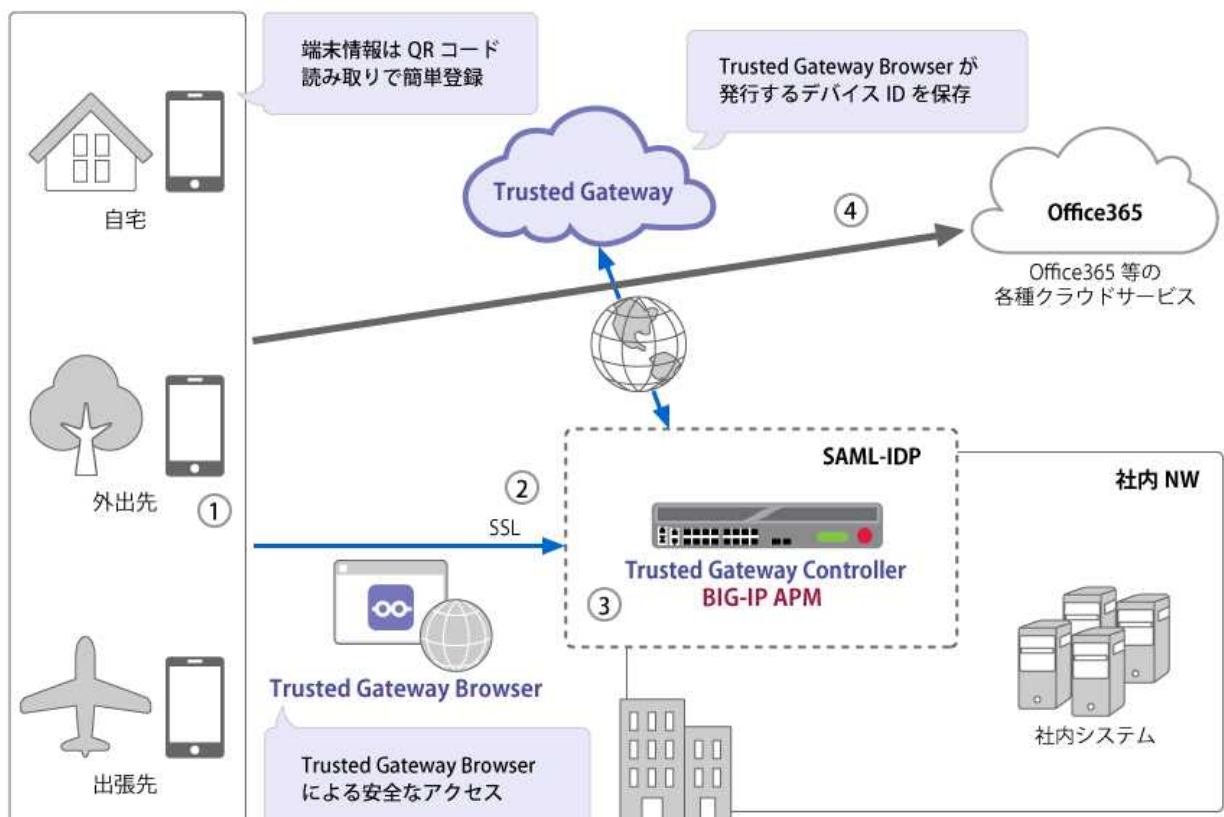 端末情報は QR コード
読み取りで簡単登録
Trusted Gateway Browser が
発行するデバイス ID を保存
自宅
Trusted Gateway
④
Office365
Office365 等の
各種クラウドサービス
外出先
①
②
SSL
SAML-IDP
社内 NW
Trusted Gateway Controller
BIG-IP APM
③
Trusted Gateway Browser
社内システム
出張先
Trusted Gateway Browser
による安全なアクセス